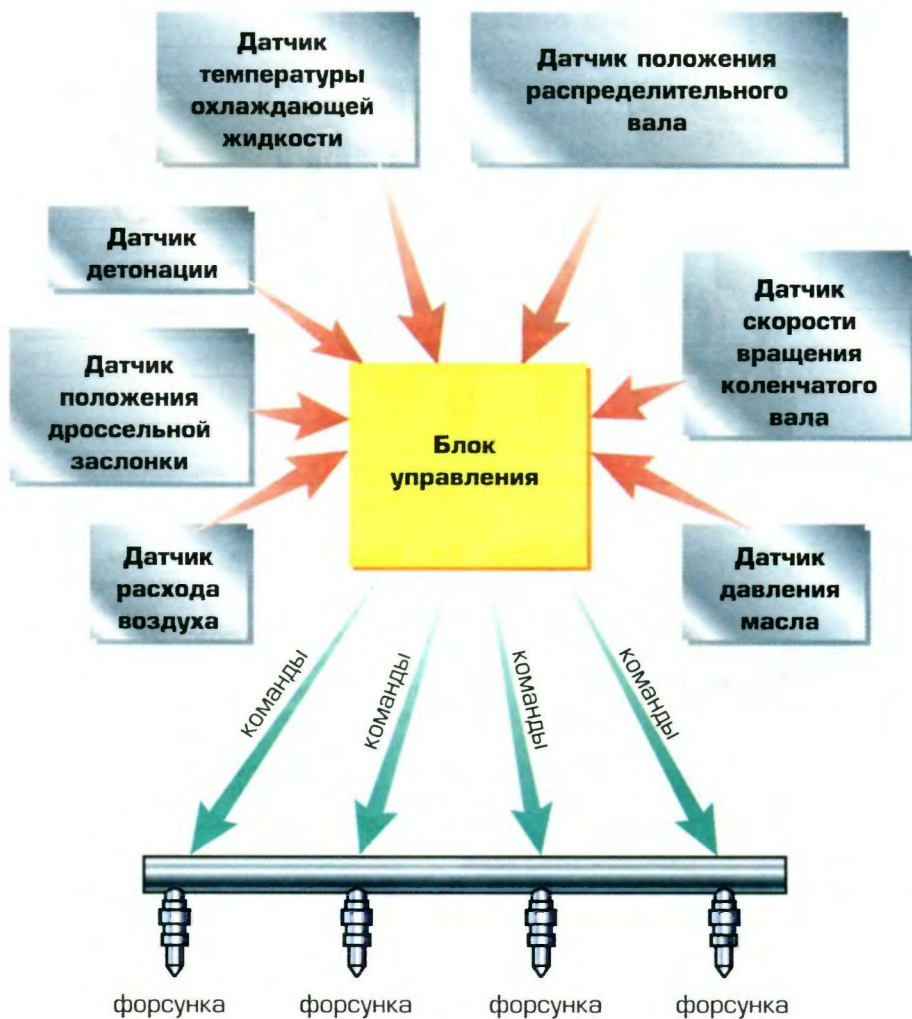 Датчик
температуры
охлаждающей
жидкости
Датчик положения
распределительного
вала
Датчик
детонации
Датчик
скорости
вращения
коленчатого
вала
Датчик
положения
дроссельной
заслонки
Блок
управления
Датчик
расхода
воздуха
Датчик
давления
масла
команды
команды
команды
команды
форсунка
форсунка
форсунка
форсунка